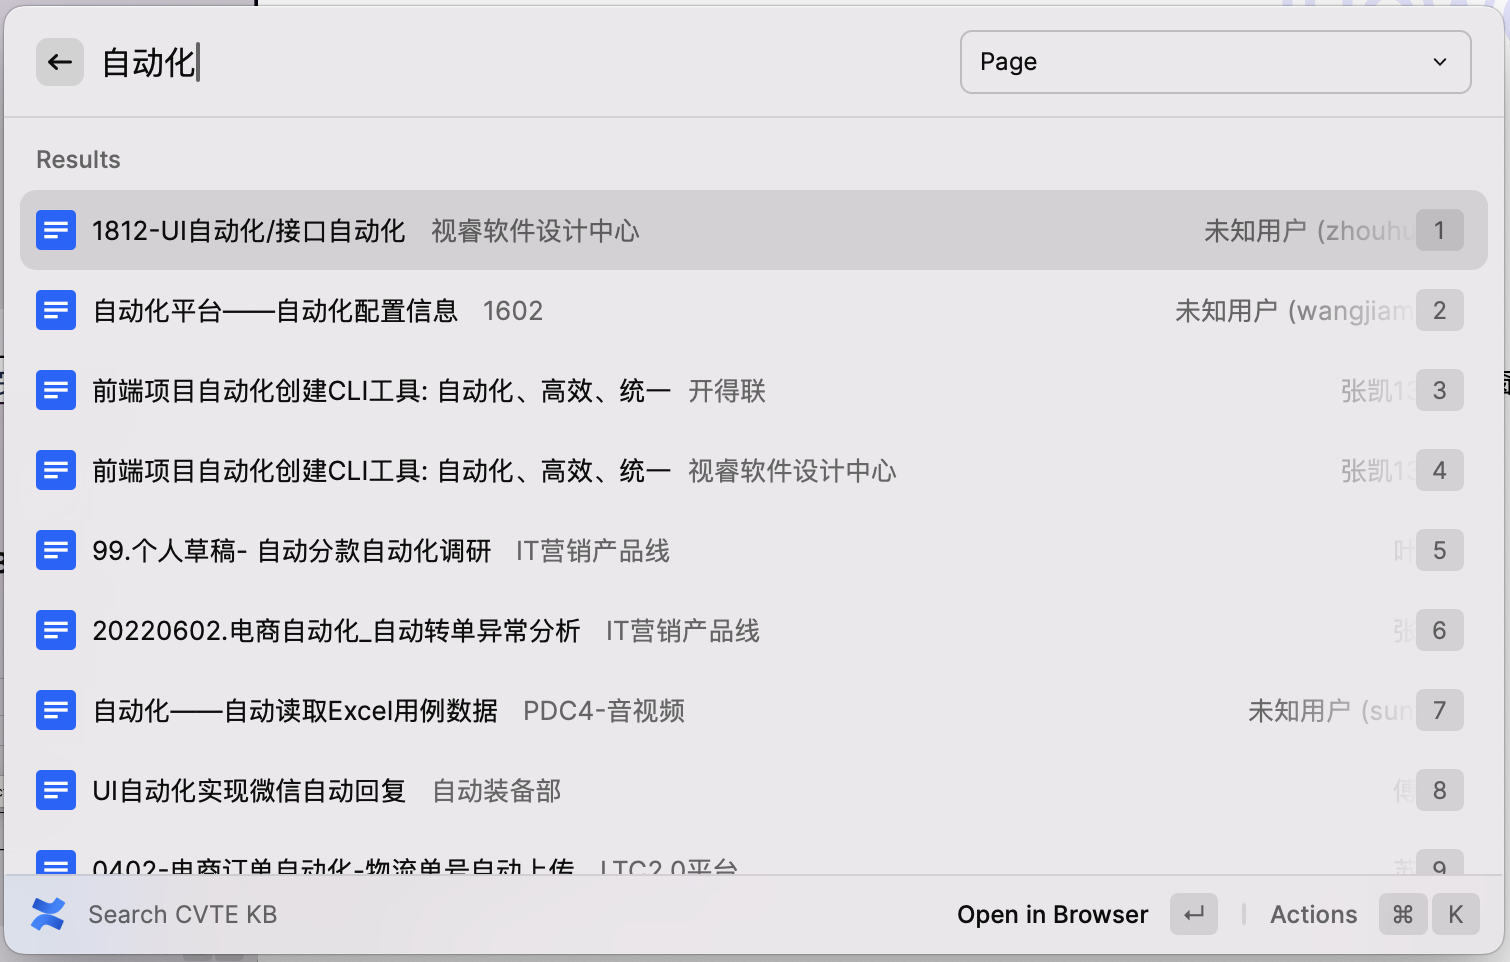 自动化
Page
Results
1812-UI自动化/接口自动化 视睿软件设计中心 未知用户 (zhouhu 1
自动化平台——自动化配置信息 1602 未知用户 (wangjiam 2
前端项目自动化创建CLI工具: 自动化、高效、统一 开得联 张凯13 3
前端项目自动化创建CLI工具: 自动化、高效、统一 视睿软件设计中心 张凯13 4
99.个人草稿- 自动分款自动化调研 IT营销产品线 叶 5
20220602.电商自动化_自动转单异常分析 IT营销产品线 张 6
自动化——自动读取Excel用例数据 PDC4-音视频 未知用户 (sun 7
UI自动化实现微信自动回复 自动装备部 傅 8
0402-电商订单自动化-物流单号自动上传 LTC2.0平台 9
Search CVTE KB Open in Browser ↵ Actions ⌘ K